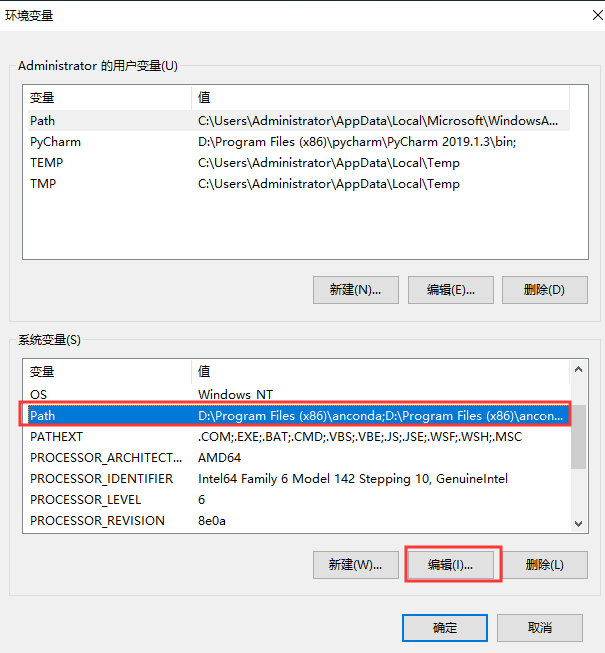 环境变量
Administrator 的用户变量(U)
变量 值
Path C:\Users\Administrator\AppData\Local\Microsoft\WindowsA...
PyCharm D:\Program Files (x86)\pycharm\PyCharm 2019.1.3\bin;
TEMP C:\Users\Administrator\AppData\Local\Temp
TMP C:\Users\Administrator\AppData\Local\Temp
新建(N)... 编辑(E)... 删除(D)
系统变量(S)
变量 值
OS Windows_NT
Path D:\Program Files (x86)\anconda;D:\Program Files (x86)\ancon...
PATHEXT .COM;.EXE;.BAT;.CMD;.VBS;.VBE;.JS;.JSE;.WSF;.WSH;.MSC
PROCESSOR_ARCHITECT... AMD64
PROCESSOR_IDENTIFIER Intel64 Family 6 Model 142 Stepping 10, GenuineIntel
PROCESSOR_LEVEL 6
PROCESSOR_REVISION 8e0a
新建(W)... 编辑(I)... 删除(L)
确定 取消